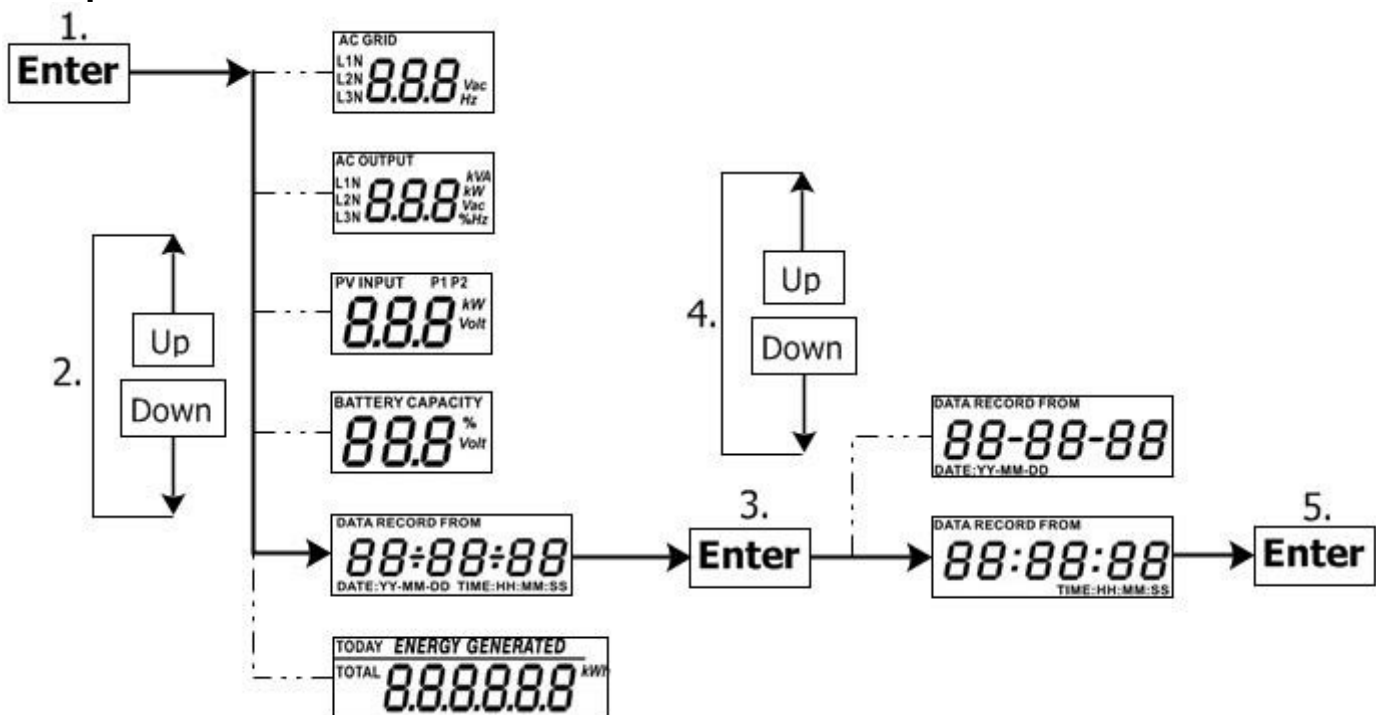 1.
Enter
AC GRID
L1N
L2N
L3N
8.8.8
Vac
Hz
AC OUTPUT
L1N
L2N
L3N
8.8.8
kVA
kW
Vac
%Hz
PV INPUT P1 P2
8.8.8
kW
Volt
2.
Up
Down
BATTERY CAPACITY
88.8
%
Volt
DATA RECORD FROM
88÷88÷88
DATE:YY-MM-DD TIME:HH:MM:SS
TODAY ENERGY GENERATED
TOTAL
8.8.8.8.8.8
kWh
3.
Enter
4.
Up
Down
DATA RECORD FROM
88-88-88
DATE:YY-MM-DD
DATA RECORD FROM
88:88:88
TIME:HH:MM:SS
5.
Enter